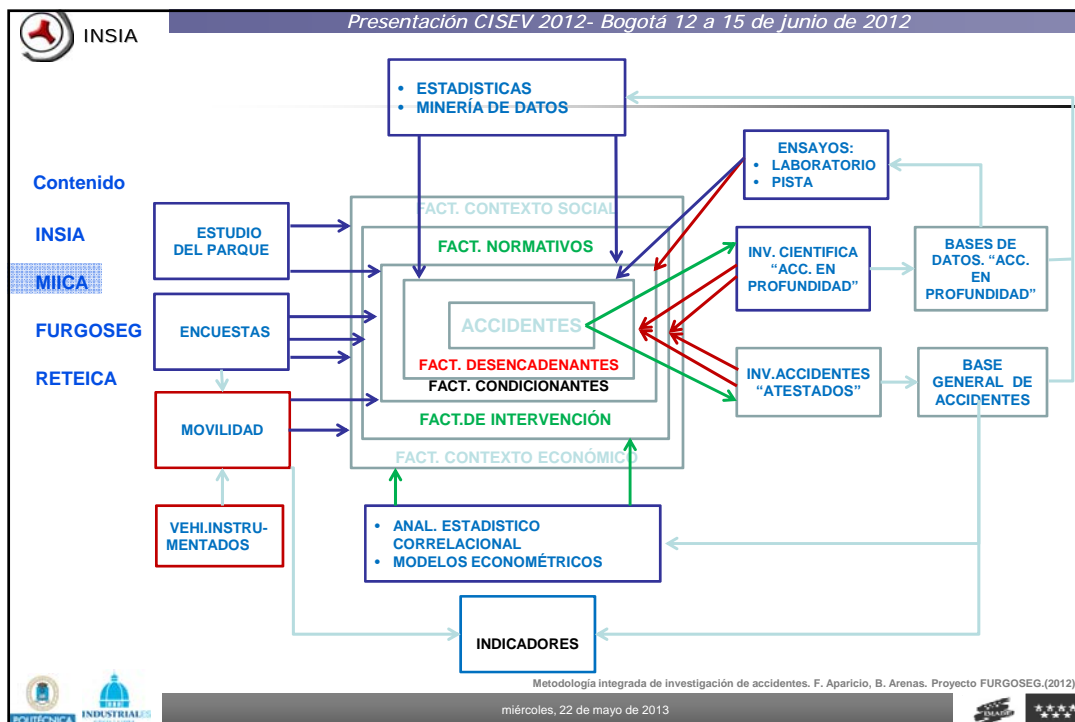 INSIA
Presentación CISEV 2012- Bogotá 12 a 15 de junio de 2012
• ESTADISTICAS
• MINERÍA DE DATOS
ENSAYOS:
• LABORATORIO
• PISTA
Contenido
INSIA
MIICA
FURGOSEG
RETEICA
ESTUDIO
DEL PARQUE
ENCUESTAS
MOVILIDAD
VEHI.INSTRU-
MENTADOS
FACT. CONTEXTO SOCIAL
FACT. NORMATIVOS
ACCIDENTES
FACT. DESENCADENANTES
FACT. CONDICIONANTES
FACT.DE INTERVENCIÓN
FACT. CONTEXTO ECONÓMICO
INV. CIENTIFICA
“ACC. EN
PROFUNDIDAD”
BASES DE
DATOS. “ACC.
EN
PROFUNDIDAD”
INV.ACCIDENTES
“ATESTADOS”
BASE
GENERAL DE
ACCIDENTES
• ANAL. ESTADISTICO
CORRELACIONAL
• MODELOS ECONOMÉTRICOS
INDICADORES
Metodología integrada de investigación de accidentes. F. Aparicio, B. Arenas. Proyecto FURGOSEG.(2012)
POLITÉCNICA
INDUSTRIALES
miércoles, 22 de mayo de 2013